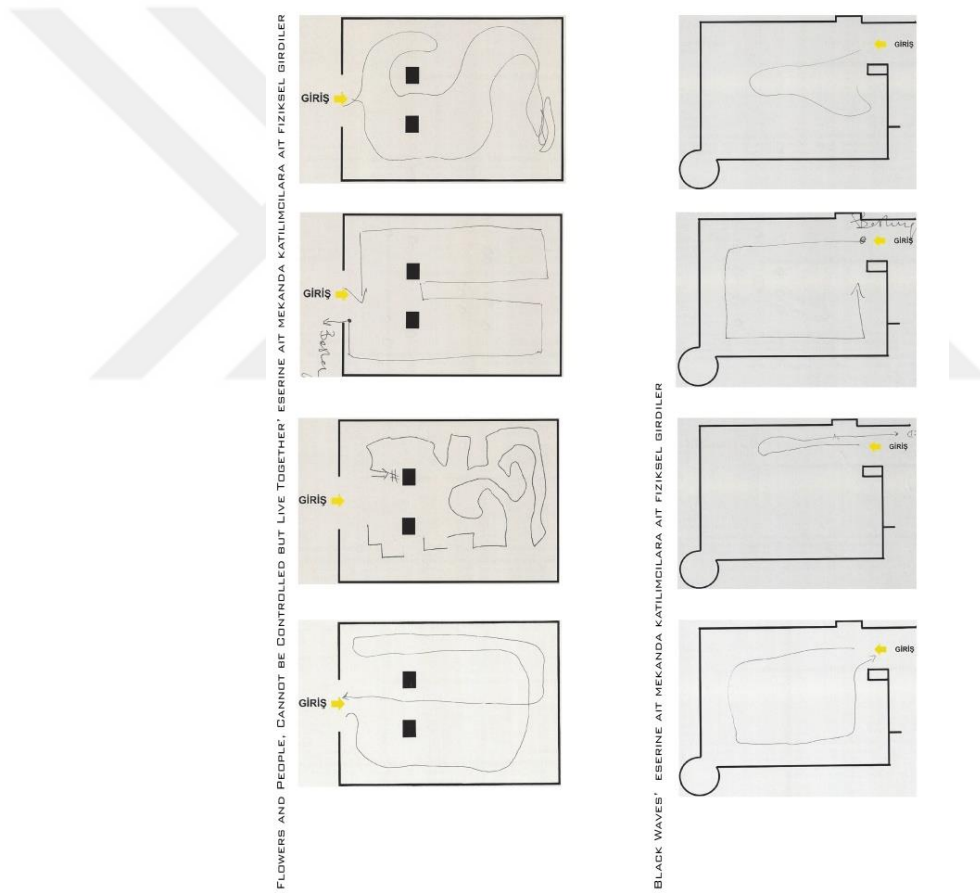 FLOWERS AND PEOPLE, CANNOT BE CONTROLLED BUT LIVE TOGETHER' ESERINE AIT MEKANDA KATILIMCILARA AIT FIZIKSEL GIRDILER
GİRİŞ
GİRİŞ
GİRİŞ
GİRİŞ
BLACK WAVES' ESERINE AIT MEKANDA KATILIMCILARA AIT FIZIKSEL GIRDILER
GİRİŞ
GİRİŞ
GİRİŞ
GİRİŞ